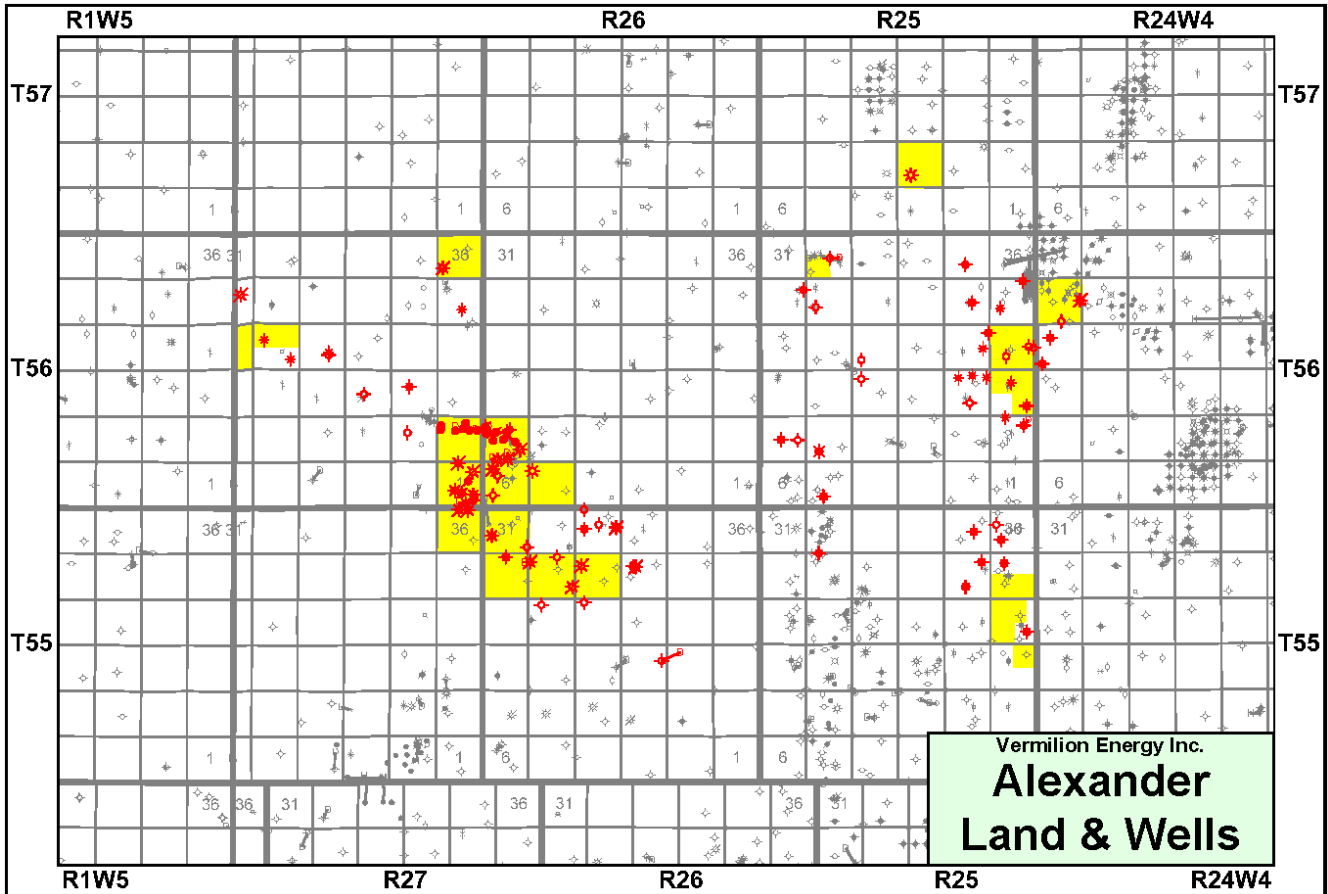 R1W5 R26 R25 R24W4
T57 T57
1 1 6 1 6 1 6
36 31 36 31 36 31 36
T56 T56
1 1 6 1 6 1 6
36 31 36 31 36 31 36 31
T55 T55
1 1 6 1 6
Vermilion Energy Inc.
Alexander
Land & Wells
36 36 31 36 31 36 31
R1W5 R27 R26 R25 R24W4